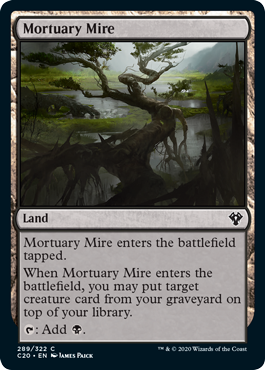 Mortuary Mire
Land
Mortuary Mire enters the battlefield
tapped.
When Mortuary Mire enters the
battlefield, you may put target
creature card from your graveyard on
top of your library.
: Add .
289/322 C
C20 • EN James Paick
™ & © 2020 Wizards of the Coast